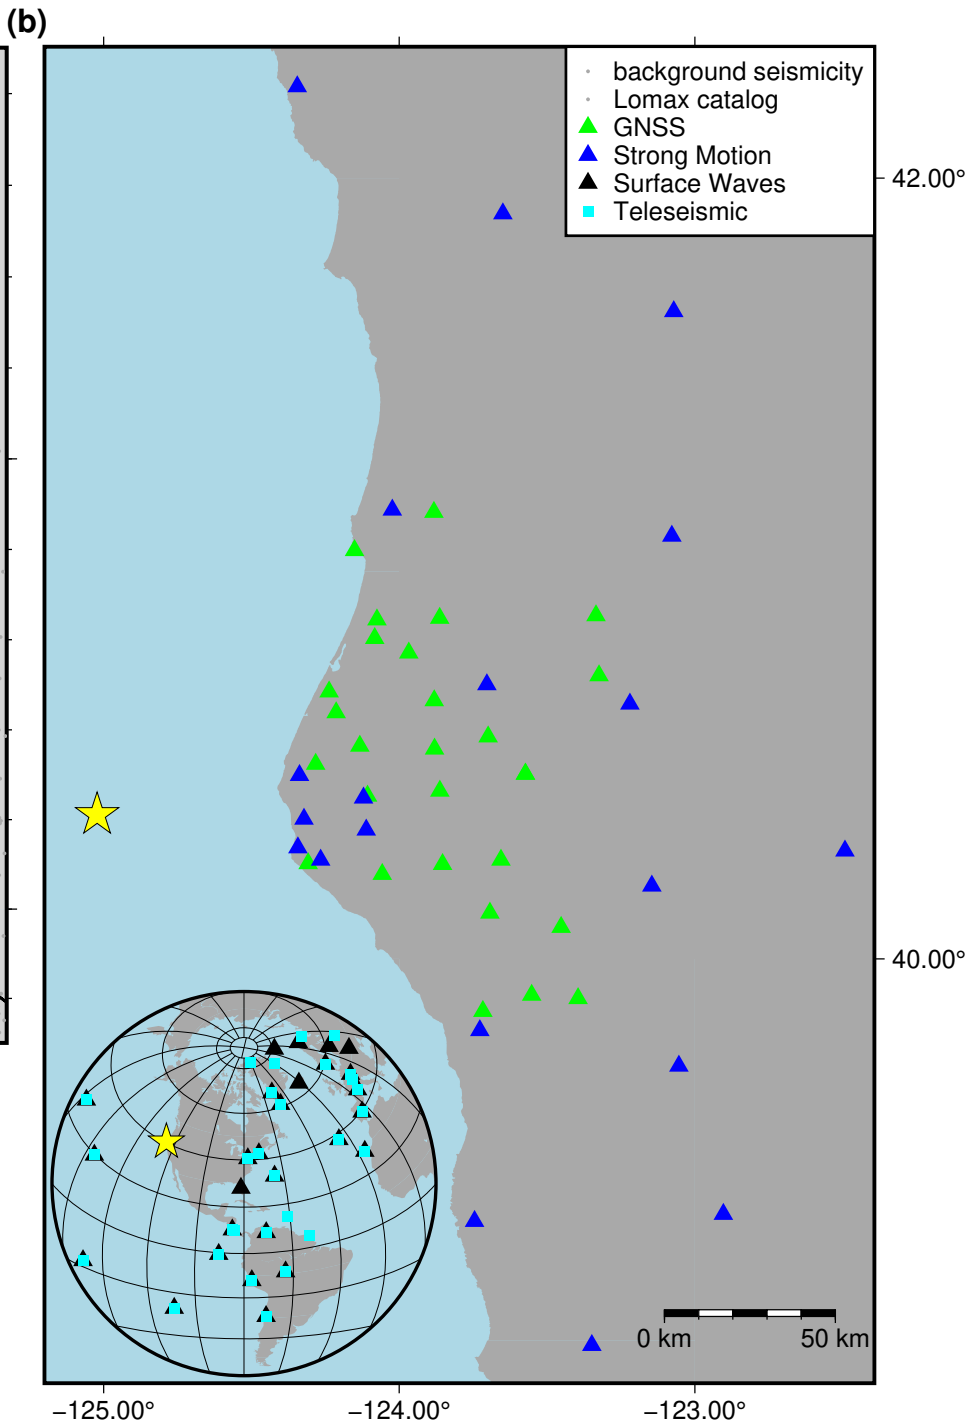 (b)
background seismicity
Lomax catalog
GNSS
Strong Motion
Surface Waves
Teleseismic
42.00°
40.00°
0 km 50 km
−125.00° −124.00° −123.00°